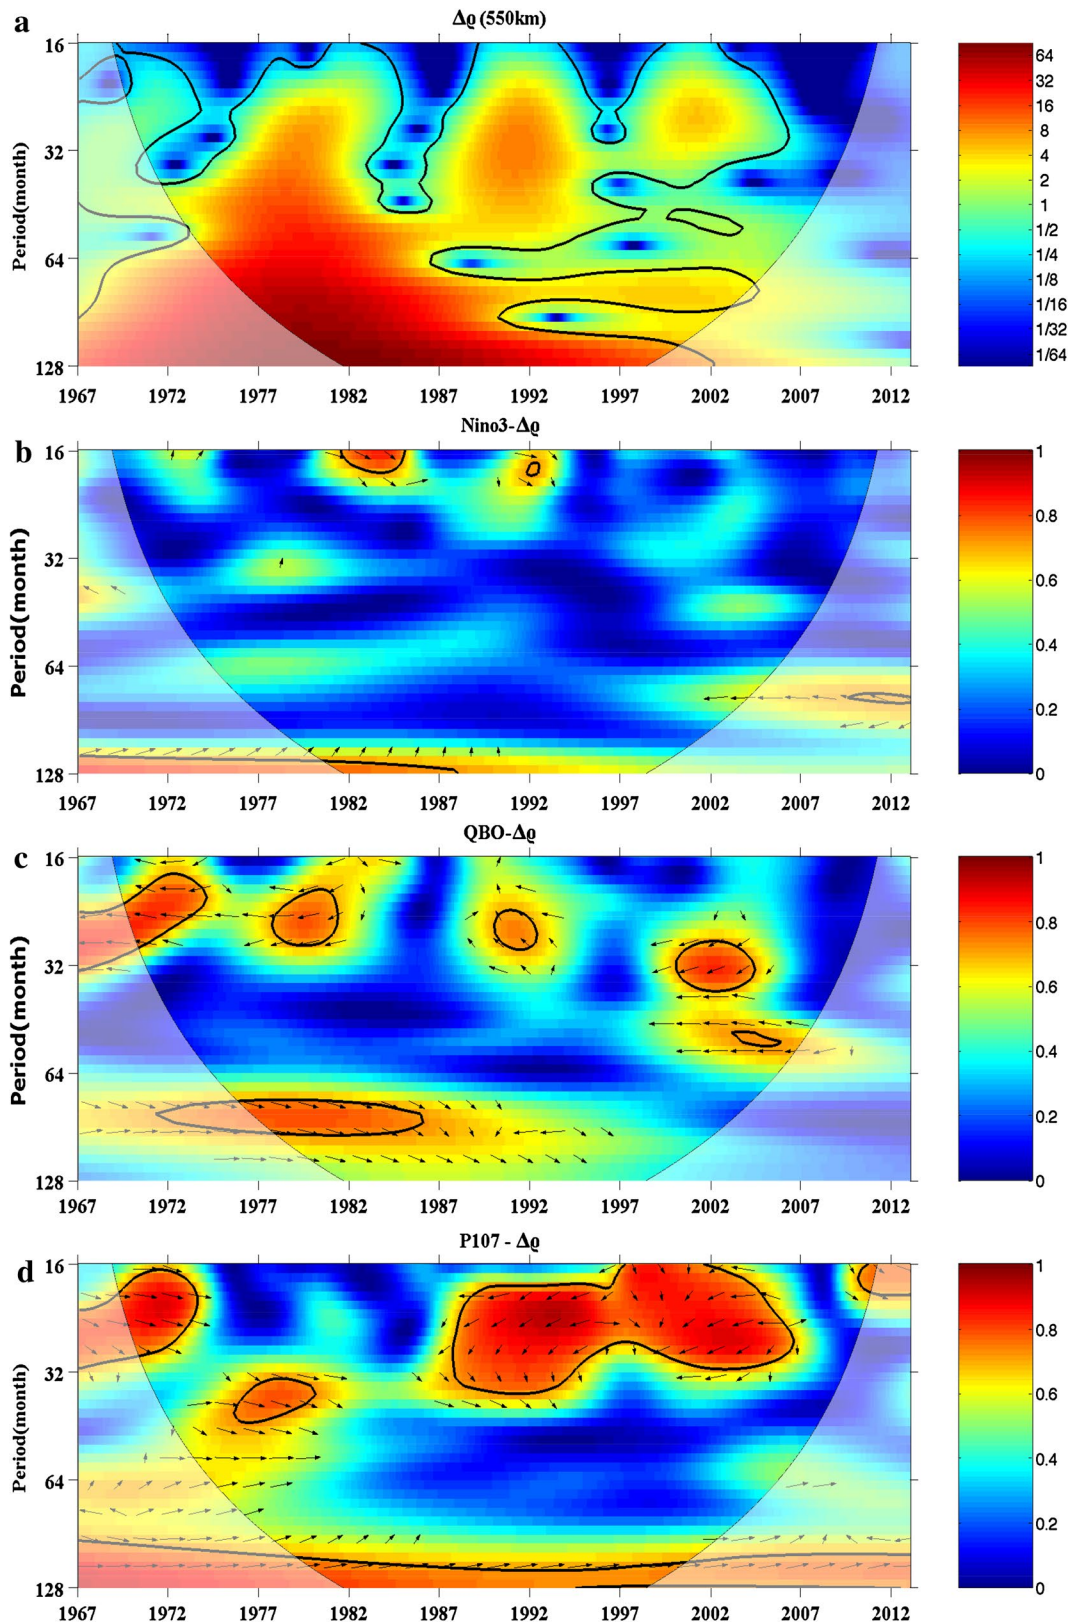 a
Δϱ (550km)
16
32
64
128
Period(month)
1967 1972 1977 1982 1987 1992 1997 2002 2007 2012
64
32
16
8
4
2
1
1/2
1/4
1/8
1/16
1/32
1/64
b
Nino3-Δϱ
16
32
64
128
Period(month)
1967 1972 1977 1982 1987 1992 1997 2002 2007 2012
1
0.8
0.6
0.4
0.2
0
c
QBO-Δϱ
16
32
64
128
Period(month)
1967 1972 1977 1982 1987 1992 1997 2002 2007 2012
1
0.8
0.6
0.4
0.2
0
d
P107 - Δϱ
16
32
64
128
Period(month)
1967 1972 1977 1982 1987 1992 1997 2002 2007 2012
1
0.8
0.6
0.4
0.2
0